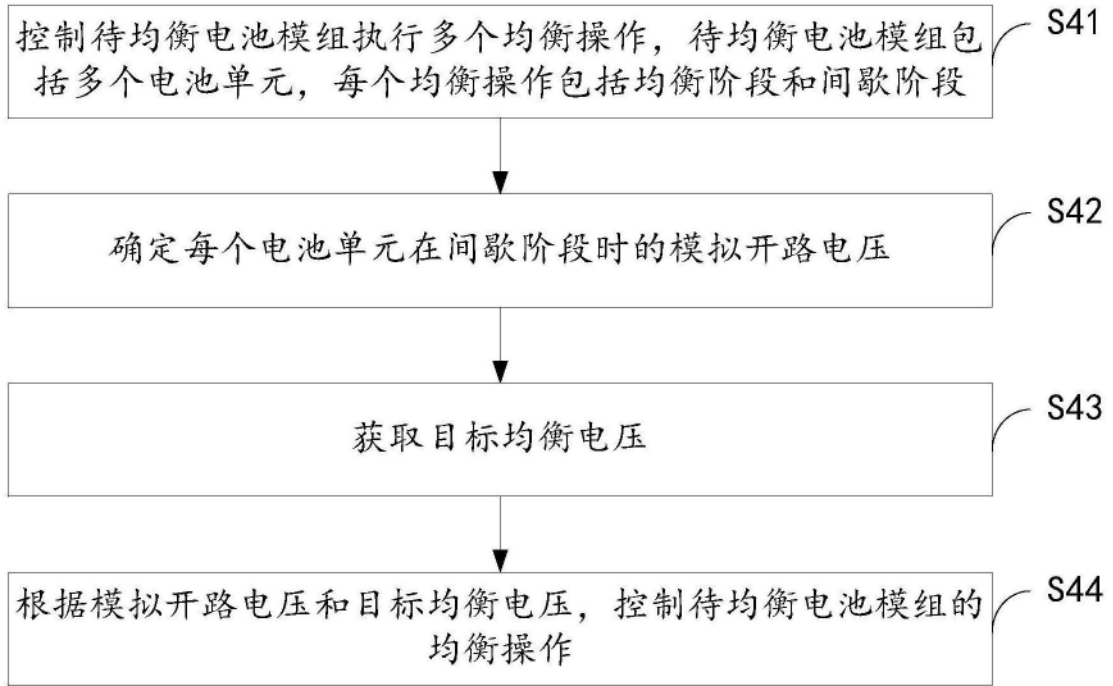 控制待均衡电池模组执行多个均衡操作，待均衡电池模组包
括多个电池单元，每个均衡操作包括均衡阶段和间歇阶段
S41
确定每个电池单元在间歇阶段时的模拟开路电压
S42
获取目标均衡电压
S43
根据模拟开路电压和目标均衡电压，控制待均衡电池模组的
均衡操作
S44